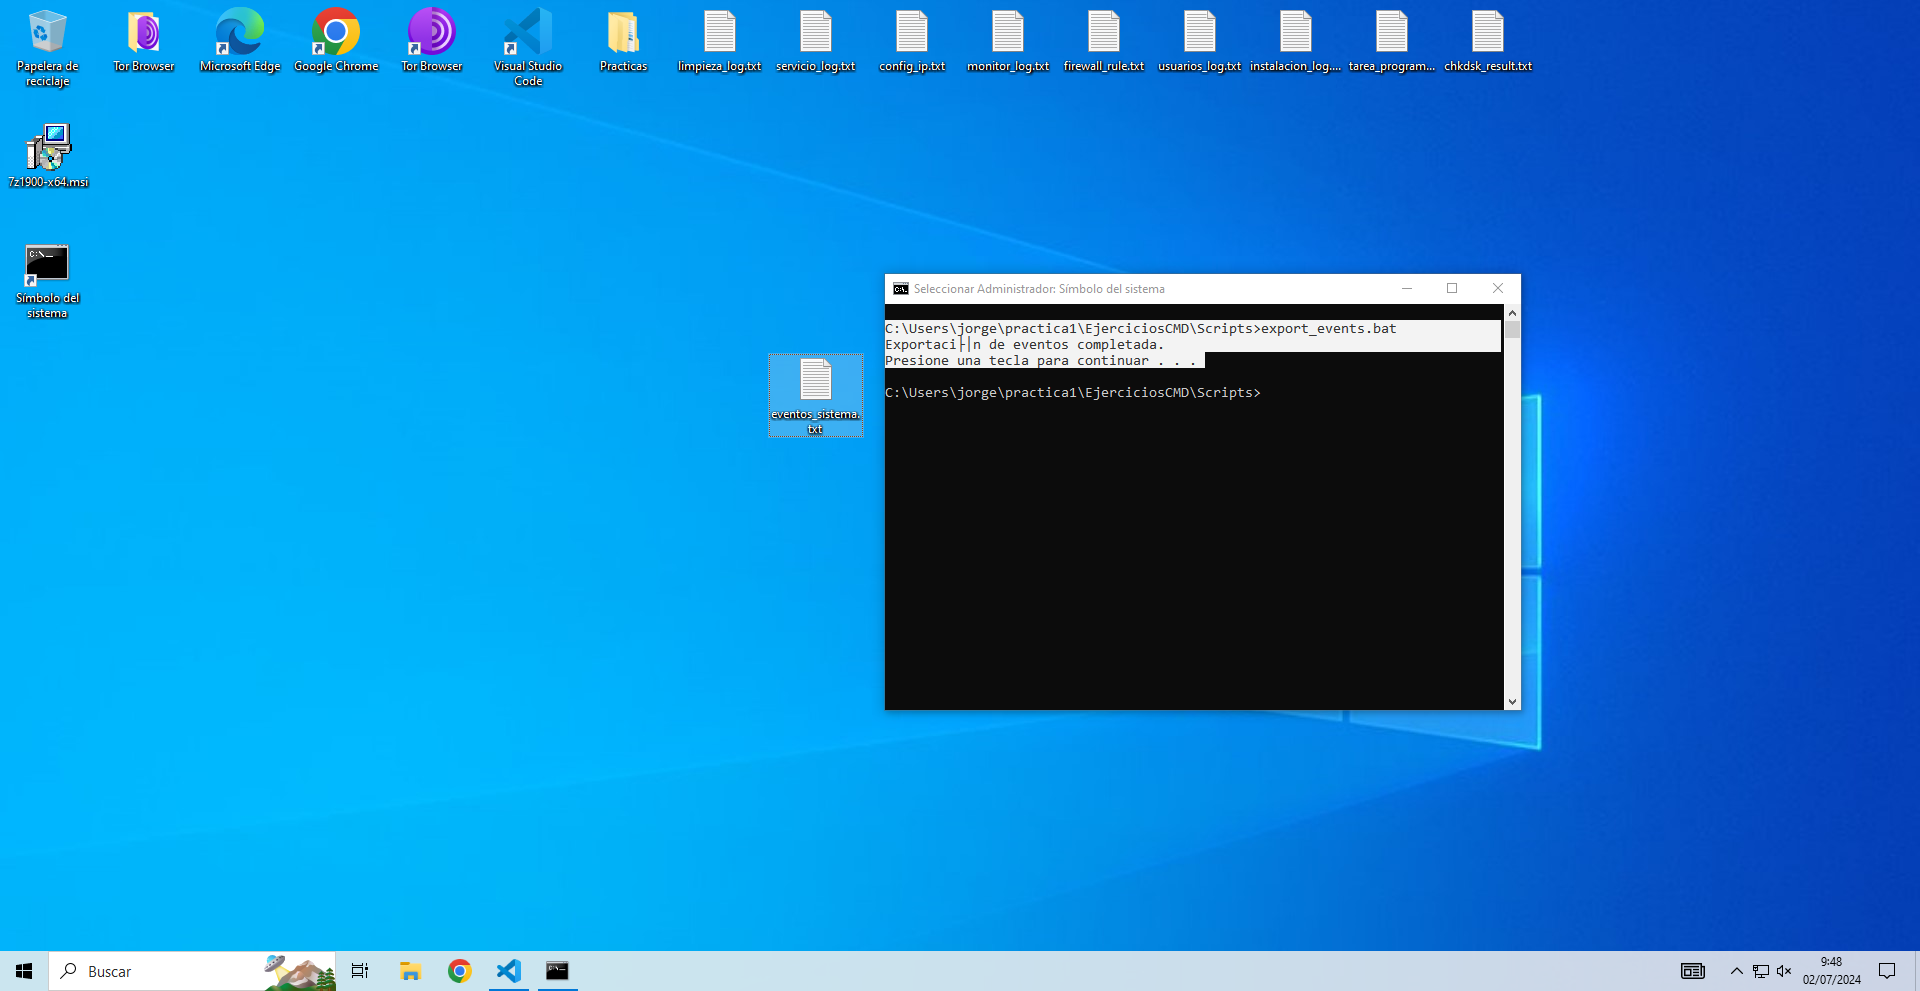 Papelera de
reciclaje
Tor Browser
Microsoft Edge
Google Chrome
Tor Browser
Visual Studio
Code
Practicas
limpieza_log.txt
servicio_log.txt
config_ip.txt
monitor_log.txt
firewall_rule.txt
usuarios_log.txt
instalacion_log....
tarea_program...
chkdsk_result.txt
7z1900-x64.msi
C:\_
Símbolo del
sistema
eventos_sistema.
txt
C:\. Seleccionar Administrador: Símbolo del sistema
C:\Users\jorge\practica1\EjerciciosCMD\Scripts>export_events.bat
Exportaci├│n de eventos completada.
Presione una tecla para continuar . . .
C:\Users\jorge\practica1\EjerciciosCMD\Scripts>
Buscar
9:48
02/07/2024